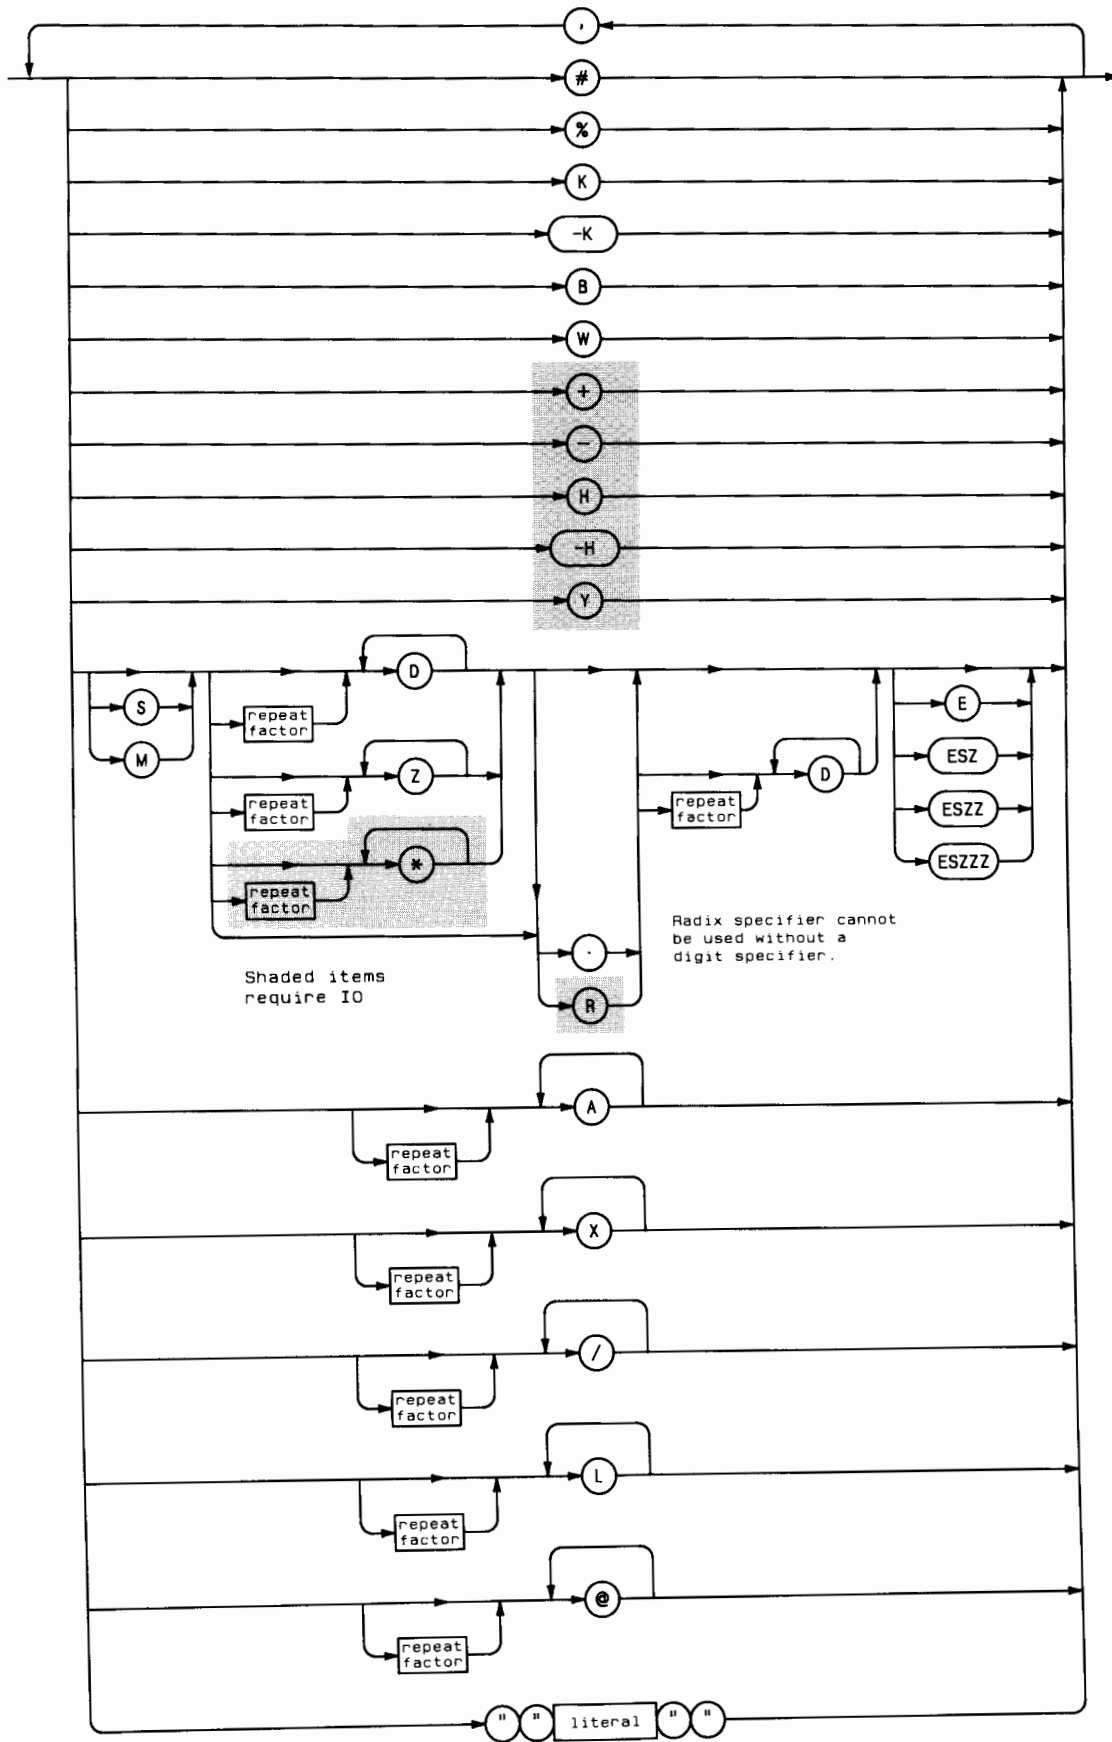 ,
#
%
K
-K
B
W
+
-
H
-H
Y
D
S
E
repeat
factor
M
Z
D
ESZ
repeat
factor
repeat
factor
ESZZ
*
ESZZZ
repeat
factor
Radix specifier cannot
be used without a
digit specifier.
.
Shaded items
require IO
R
A
repeat
factor
X
repeat
factor
/
repeat
factor
L
repeat
factor
@
repeat
factor
" " literal " "